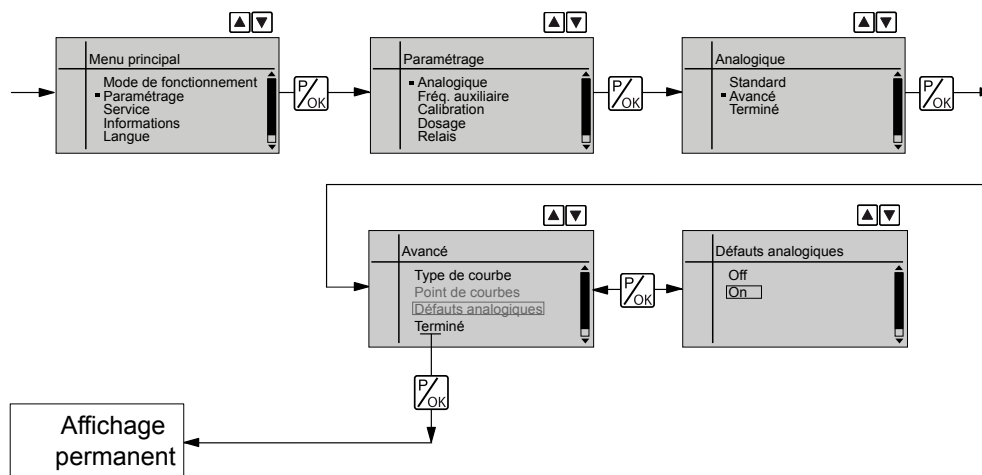 Menu principal
Mode de fonctionnement
Paramétrage
Service
Informations
Langue
P/OK
Paramétrage
Analogique
Fréq. auxiliaire
Calibration
Dosage
Relais
P/OK
Analogique
Standard
Avancé
Terminé
P/OK
Avancé
Type de courbe
Point de courbes
Défauts analogiques
Terminé
P/OK
Défauts analogiques
Off
On
P/OK
Affichage
permanent